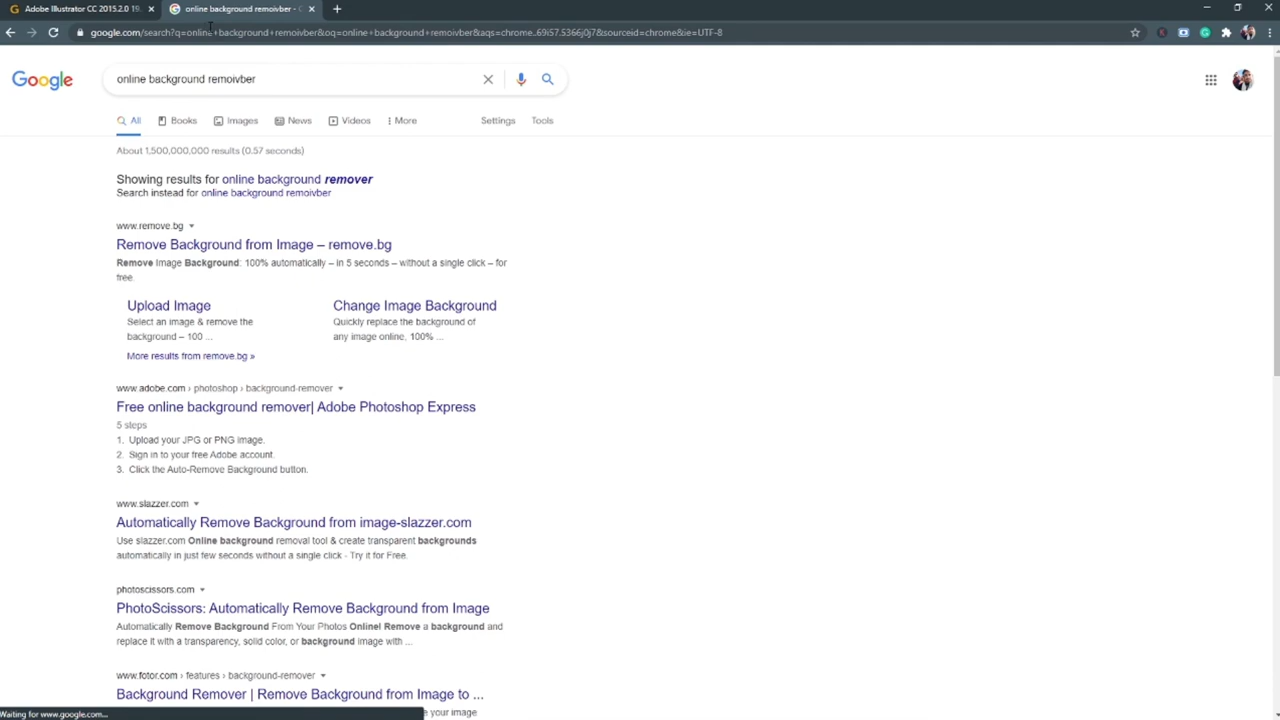 Adobe Illustrator CC 2015.2.0 19.
online background remoivber - G
google.com/search?q=online+background+remoivber&oq=online+background+remoivber&aqs=chrome..69i57.5366j0j7&sourceid=chrome&ie=UTF-8
Google
online background remoivber
All Books Images News Videos More Settings Tools
About 1,500,000,000 results (0.57 seconds)
Showing results for online background remover
Search instead for online background remoivber
www.remove.bg
Remove Background from Image – remove.bg
Remove Image Background: 100% automatically – in 5 seconds – without a single click – for
free.
Upload Image
Select an image & remove the
background – 100 ...
Change Image Background
Quickly replace the background of
any image online, 100% ...
More results from remove.bg »
www.adobe.com › photoshop › background-remover
Free online background remover| Adobe Photoshop Express
5 steps
1. Upload your JPG or PNG image.
2. Sign in to your free Adobe account.
3. Click the Auto-Remove Background button.
www.slazzer.com
Automatically Remove Background from image-slazzer.com
Use slazzer.com Online background removal tool & create transparent backgrounds
automatically in just few seconds without a single click - Try it for Free.
photoscissors.com
PhotoScissors: Automatically Remove Background from Image
Automatically Remove Background From Your Photos Online! Remove a background and
replace it with a transparency, solid color, or background image with ...
www.fotor.com › features › background-remover
Background Remover | Remove Background from Image to ...
e your image
Waiting for www.google.com...